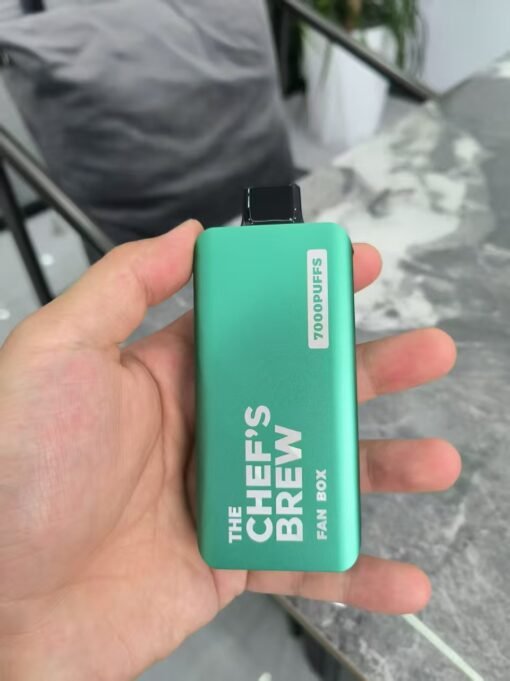 7000PUFFS
THE
CHEF'S
BREW
FAN BOX